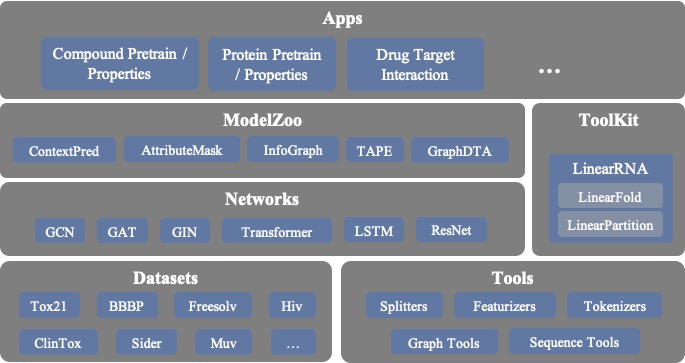 Apps
Compound Pretrain /
Properties
Protein Pretrain
/ Properties
Drug Target
Interaction
...
ModelZoo
ContextPred AttributeMask InfoGraph TAPE GraphDTA
ToolKit
LinearRNA
LinearFold
LinearPartition
Networks
GCN GAT GIN Transformer LSTM ResNet
Datasets
Tox21 BBBP Freesolv Hiv
ClinTox Sider Muv ...
Tools
Splitters Featurizers Tokenizers
Graph Tools Sequence Tools